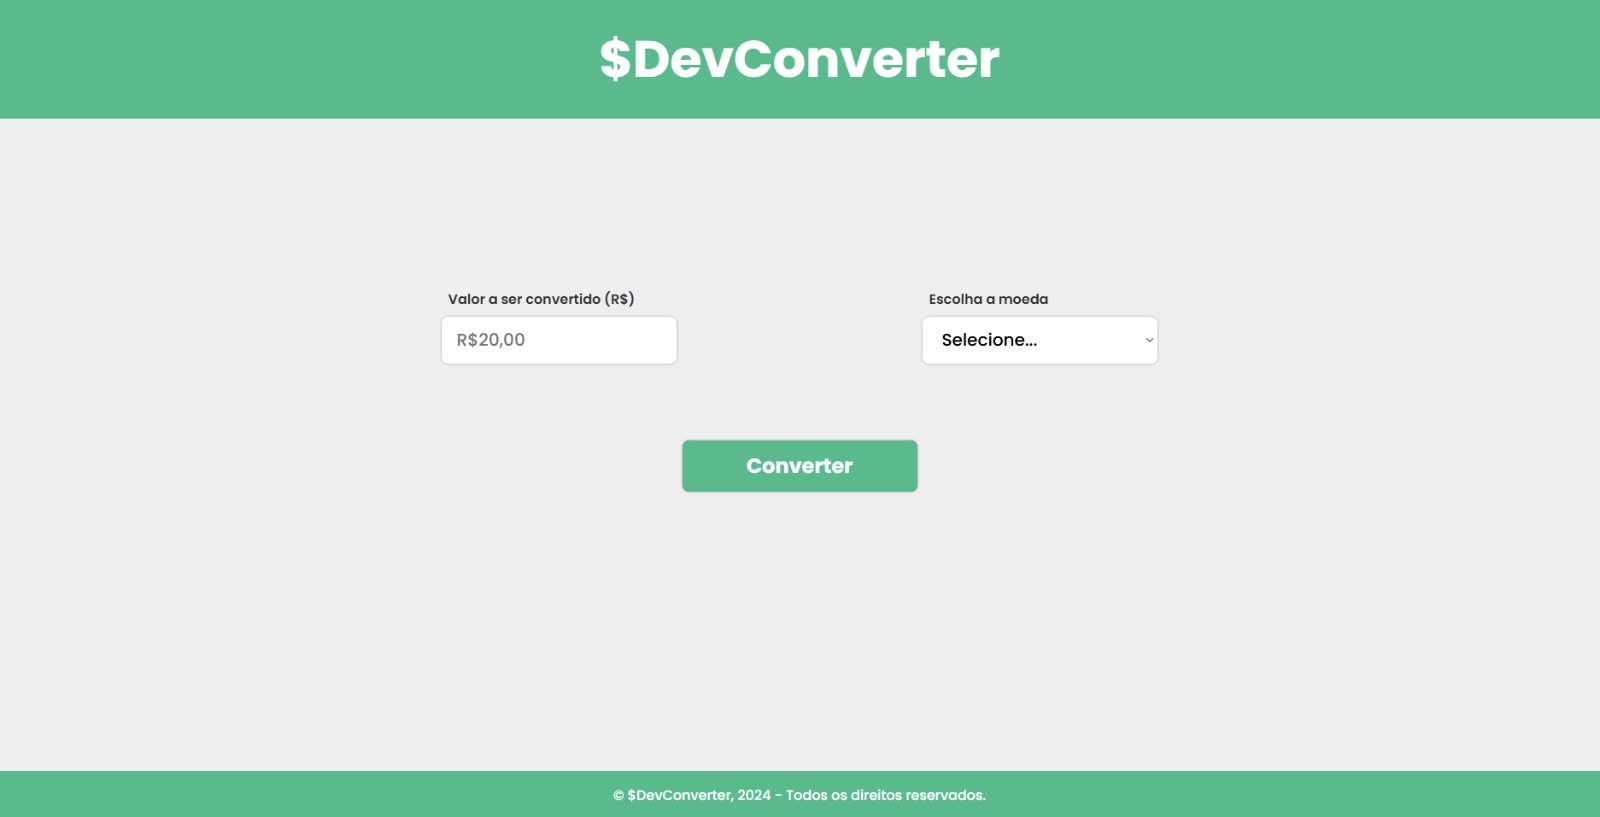 $DevConverter
Valor a ser convertido (R$)
Escolha a moeda
R$20,00
Selecione...
Converter
© $DevConverter, 2024 - Todos os direitos reservados.